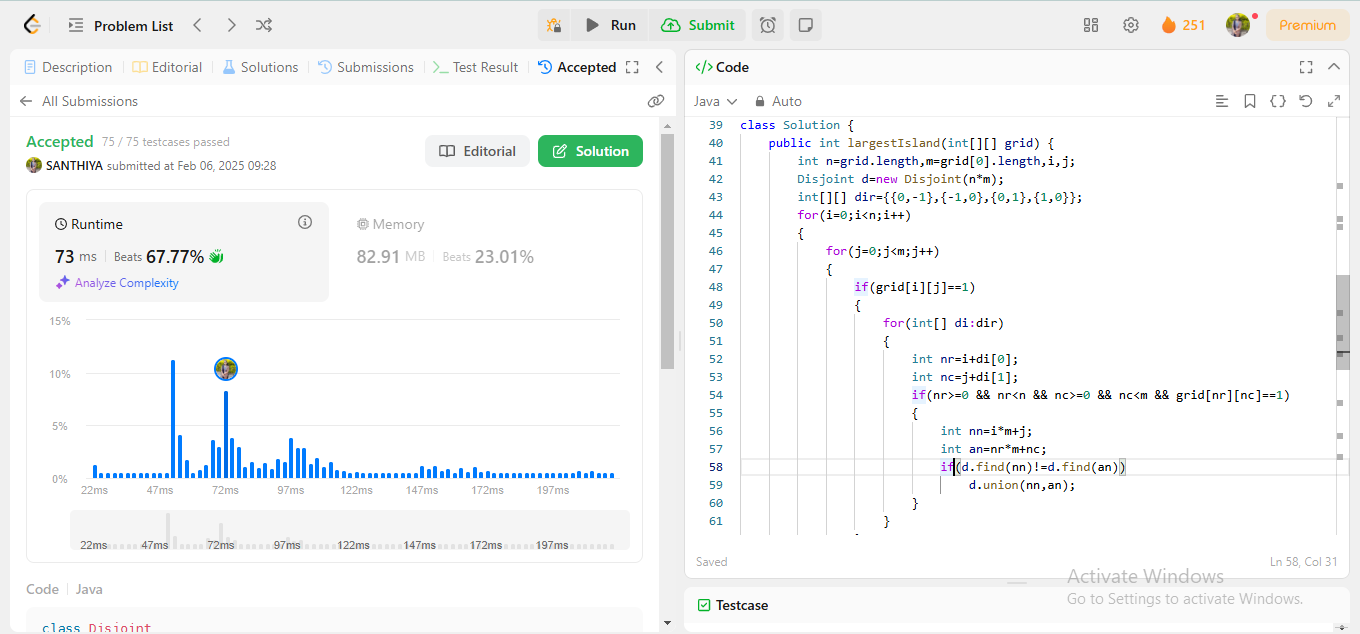 Problem List
Run
Submit
251
Premium
Description
Editorial
Solutions
Submissions
Test Result
Accepted
All Submissions
Accepted 75 / 75 testcases passed
SANTHIYA submitted at Feb 06, 2025 09:28
Editorial
Solution
Runtime
73 ms
Beats 67.77%
Analyze Complexity
Memory
82.91 MB
Beats 23.01%
15%
10%
5%
0%
22ms 47ms 72ms 97ms 122ms 147ms 172ms 197ms
22ms 47ms 72ms 97ms 122ms 147ms 172ms 197ms
Code Java
class Disjoint
</> Code
Java Auto
39 class Solution {
40 public int largestIsland(int[][] grid) {
41 int n=grid.length,m=grid[0].length,i,j;
42 Disjoint d=new Disjoint(n*m);
43 int[][] dir={{0,-1},{-1,0},{0,1},{1,0}};
44 for(i=0;i<n;i++)
45 {
46 for(j=0;j<m;j++)
47 {
48 if(grid[i][j]==1)
49 {
50 for(int[] di:dir)
51 {
52 int nr=i+di[0];
53 int nc=j+di[1];
54 if(nr>=0 && nr<n && nc>=0 && nc<m && grid[nr][nc]==1)
55 {
56 int nn=i*m+j;
57 int an=nr*m+nc;
58 if(d.find(nn)!=d.find(an))
59 d.union(nn,an);
60 }
61 }
Saved
Ln 58, Col 31
Activate Windows
Go to Settings to activate Windows.
Testcase